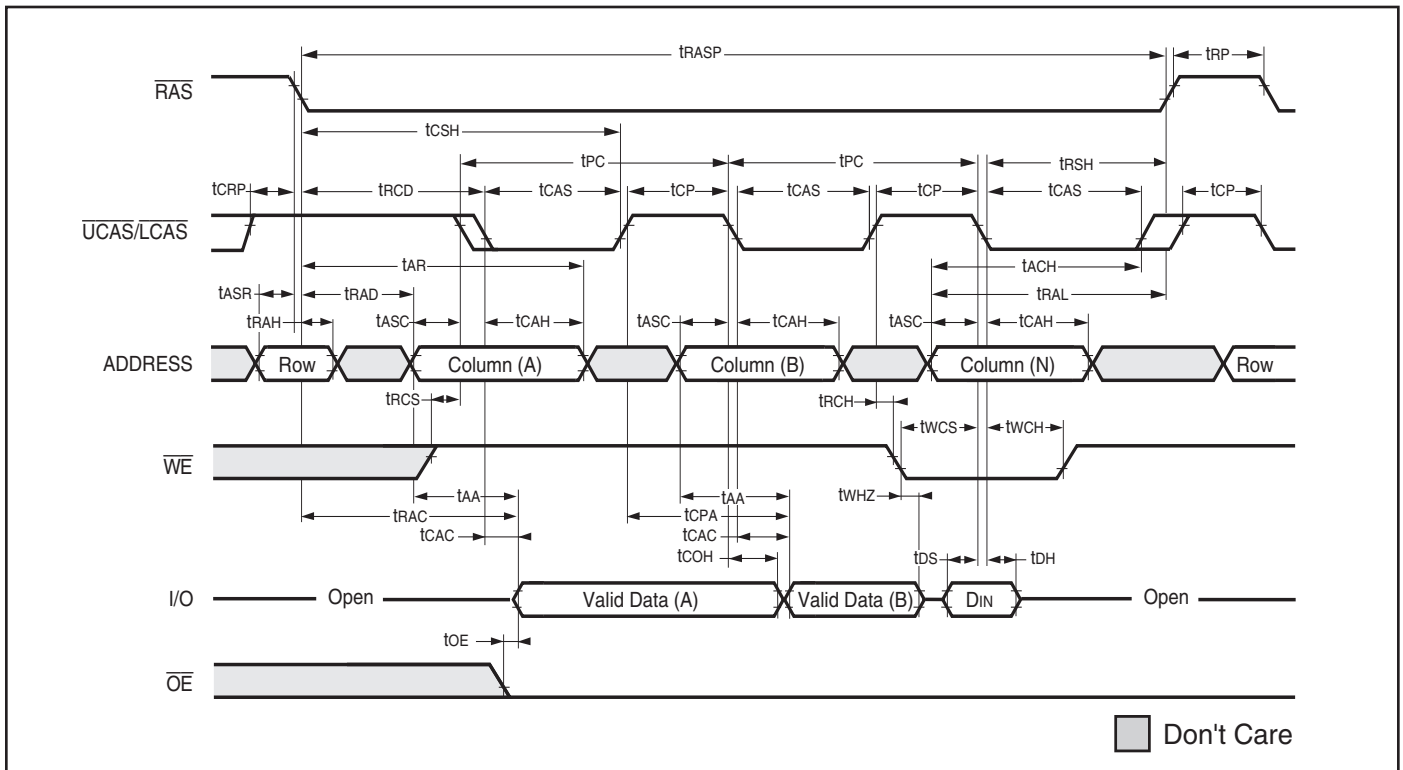 tRASP
tRP
RAS
tCSH
tPC
tPC
tRSH
tCRP
tRCD
tCAS
tCP
tCAS
tCP
tCAS
tCP
UCAS/LCAS
tAR
tACH
tASR
tRAD
tRAL
tRAH
tASC
tCAH
tASC
tCAH
tASC
tCAH
ADDRESS
Row
Column (A)
Column (B)
Column (N)
Row
tRCS
tRCH
tWCS
tWCH
WE
tAA
tAA
tWHZ
tRAC
tCPA
tCAC
tCAC
tCOH
tDS
tDH
I/O
Open
Valid Data (A)
Valid Data (B)
DIN
Open
tOE
OE
Don't Care